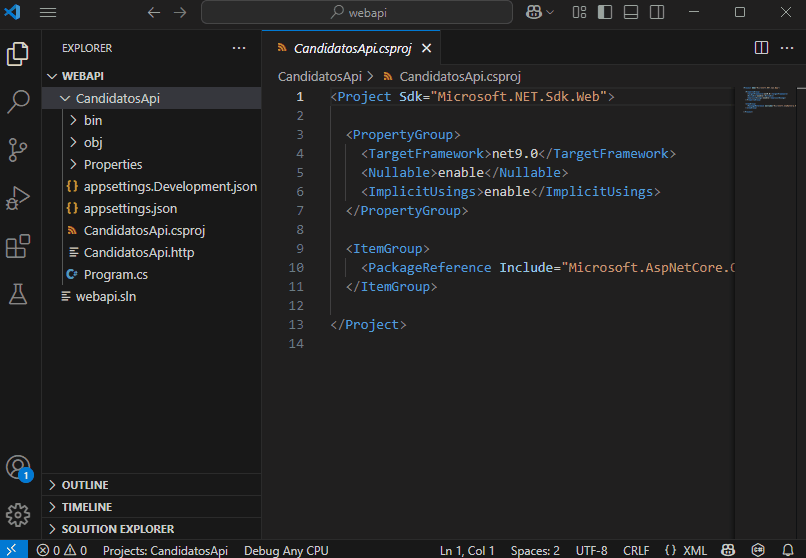 webapi
EXPLORER
WEBAPI
CandidatosApi
bin
obj
Properties
{} appsettings.Development.json
{} appsettings.json
CandidatosApi.csproj
CandidatosApi.http
C# Program.cs
webapi.sln
OUTLINE
TIMELINE
SOLUTION EXPLORER
CandidatosApi.csproj
CandidatosApi > CandidatosApi.csproj
1 <Project Sdk="Microsoft.NET.Sdk.Web">
2
3 <PropertyGroup>
4 <TargetFramework>net9.0</TargetFramework>
5 <Nullable>enable</Nullable>
6 <ImplicitUsings>enable</ImplicitUsings>
7 </PropertyGroup>
8
9 <ItemGroup>
10 <PackageReference Include="Microsoft.AspNetCore.O
11 </ItemGroup>
12
13 </Project>
14
1
0 0 Projects: CandidatosApi Debug Any CPU Ln 1, Col 1 Spaces: 2 UTF-8 CRLF {} XML